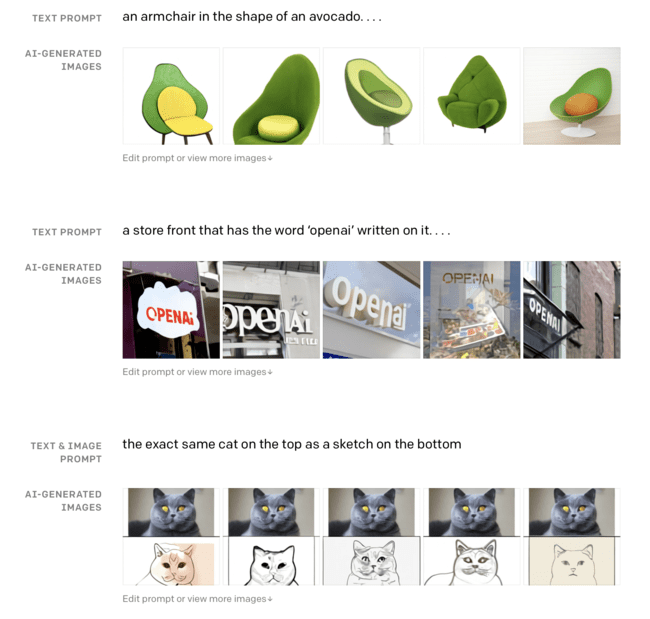 TEXT PROMPT
an armchair in the shape of an avocado. . . .
AI-GENERATED
IMAGES
Edit prompt or view more images↓
TEXT PROMPT
a store front that has the word ‘openai’ written on it. . . .
AI-GENERATED
IMAGES
OPENAi
openAi
Openai
OPENAI
OPENAI
Edit prompt or view more images↓
TEXT & IMAGE
PROMPT
the exact same cat on the top as a sketch on the bottom
AI-GENERATED
IMAGES
Edit prompt or view more images↓